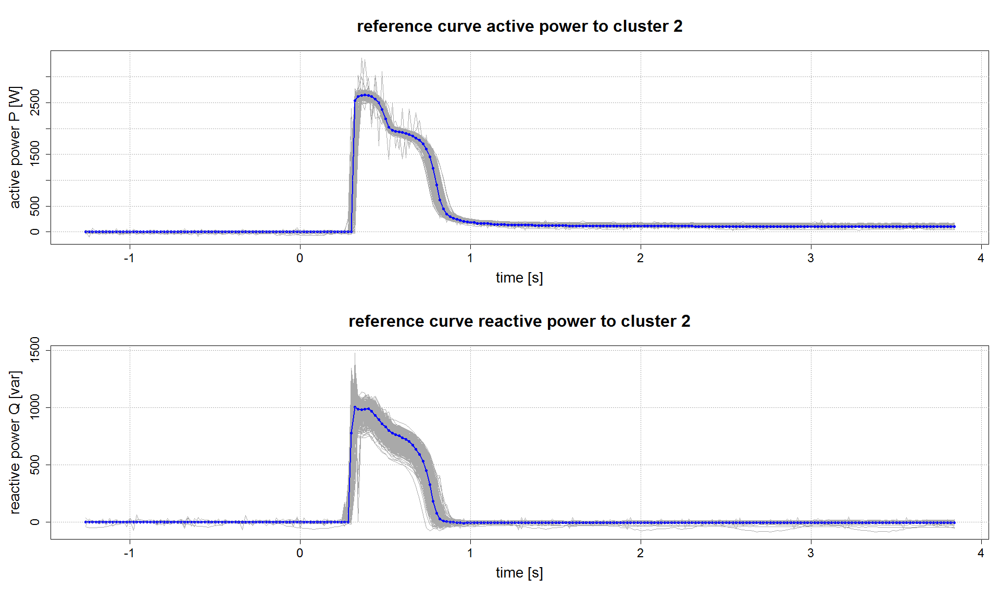 reference curve active power to cluster 2
active power P [W]
2500
1500
500
0
-1 0 1 2 3 4
time [s]
reference curve reactive power to cluster 2
reactive power Q [var]
1500
1000
500
0
-1 0 1 2 3 4
time [s]